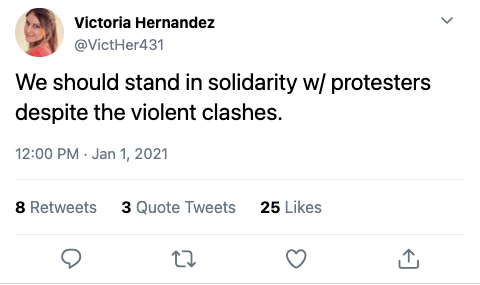 Victoria Hernandez
@VictHer431
We should stand in solidarity w/ protesters
despite the violent clashes.
12:00 PM · Jan 1, 2021
8 Retweets 3 Quote Tweets 25 Likes